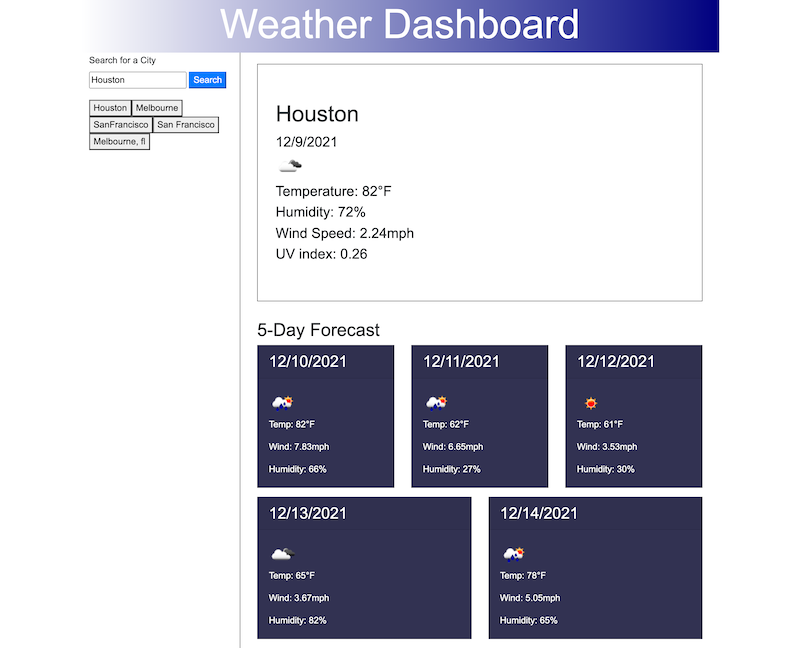 Weather Dashboard
Search for a City
Houston
Search
Houston
Melbourne
SanFrancisco
San Francisco
Melbourne, fl
Houston
12/9/2021
Temperature: 82°F
Humidity: 72%
Wind Speed: 2.24mph
UV index: 0.26
5-Day Forecast
12/10/2021
Temp: 82°F
Wind: 7.83mph
Humidity: 66%
12/11/2021
Temp: 62°F
Wind: 6.65mph
Humidity: 27%
12/12/2021
Temp: 61°F
Wind: 3.53mph
Humidity: 30%
12/13/2021
Temp: 65°F
Wind: 3.67mph
Humidity: 82%
12/14/2021
Temp: 78°F
Wind: 5.05mph
Humidity: 65%